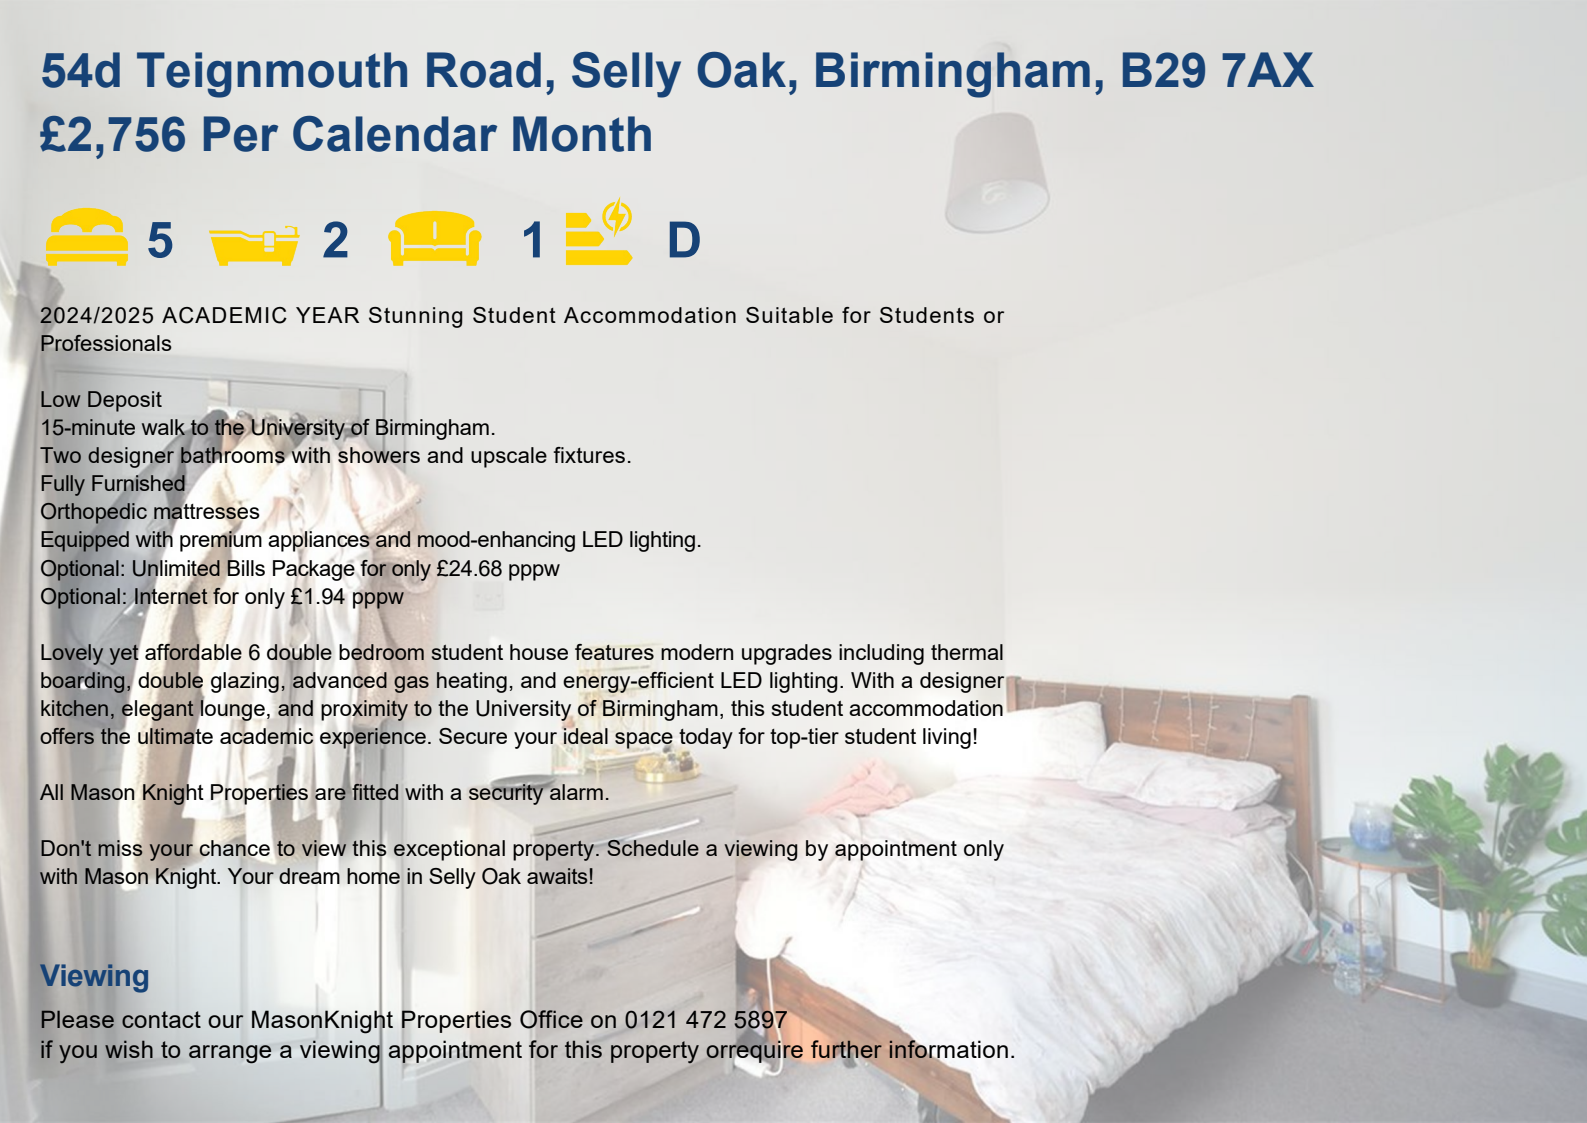 54d Teignmouth Road, Selly Oak, Birmingham, B29 7AX
£2,756 Per Calendar Month
5 2 1 D
2024/2025 ACADEMIC YEAR Stunning Student Accommodation Suitable for Students or
Professionals
Low Deposit
15-minute walk to the University of Birmingham.
Two designer bathrooms with showers and upscale fixtures.
Fully Furnished
Orthopedic mattresses
Equipped with premium appliances and mood-enhancing LED lighting.
Optional: Unlimited Bills Package for only £24.68 pppw
Optional: Internet for only £1.94 pppw
Lovely yet affordable 6 double bedroom student house features modern upgrades including thermal
boarding, double glazing, advanced gas heating, and energy-efficient LED lighting. With a designer
kitchen, elegant lounge, and proximity to the University of Birmingham, this student accommodation
offers the ultimate academic experience. Secure your ideal space today for top-tier student living!
All Mason Knight Properties are fitted with a security alarm.
Don't miss your chance to view this exceptional property. Schedule a viewing by appointment only
with Mason Knight. Your dream home in Selly Oak awaits!
Viewing
Please contact our MasonKnight Properties Office on 0121 472 5897
if you wish to arrange a viewing appointment for this property orrequire further information.